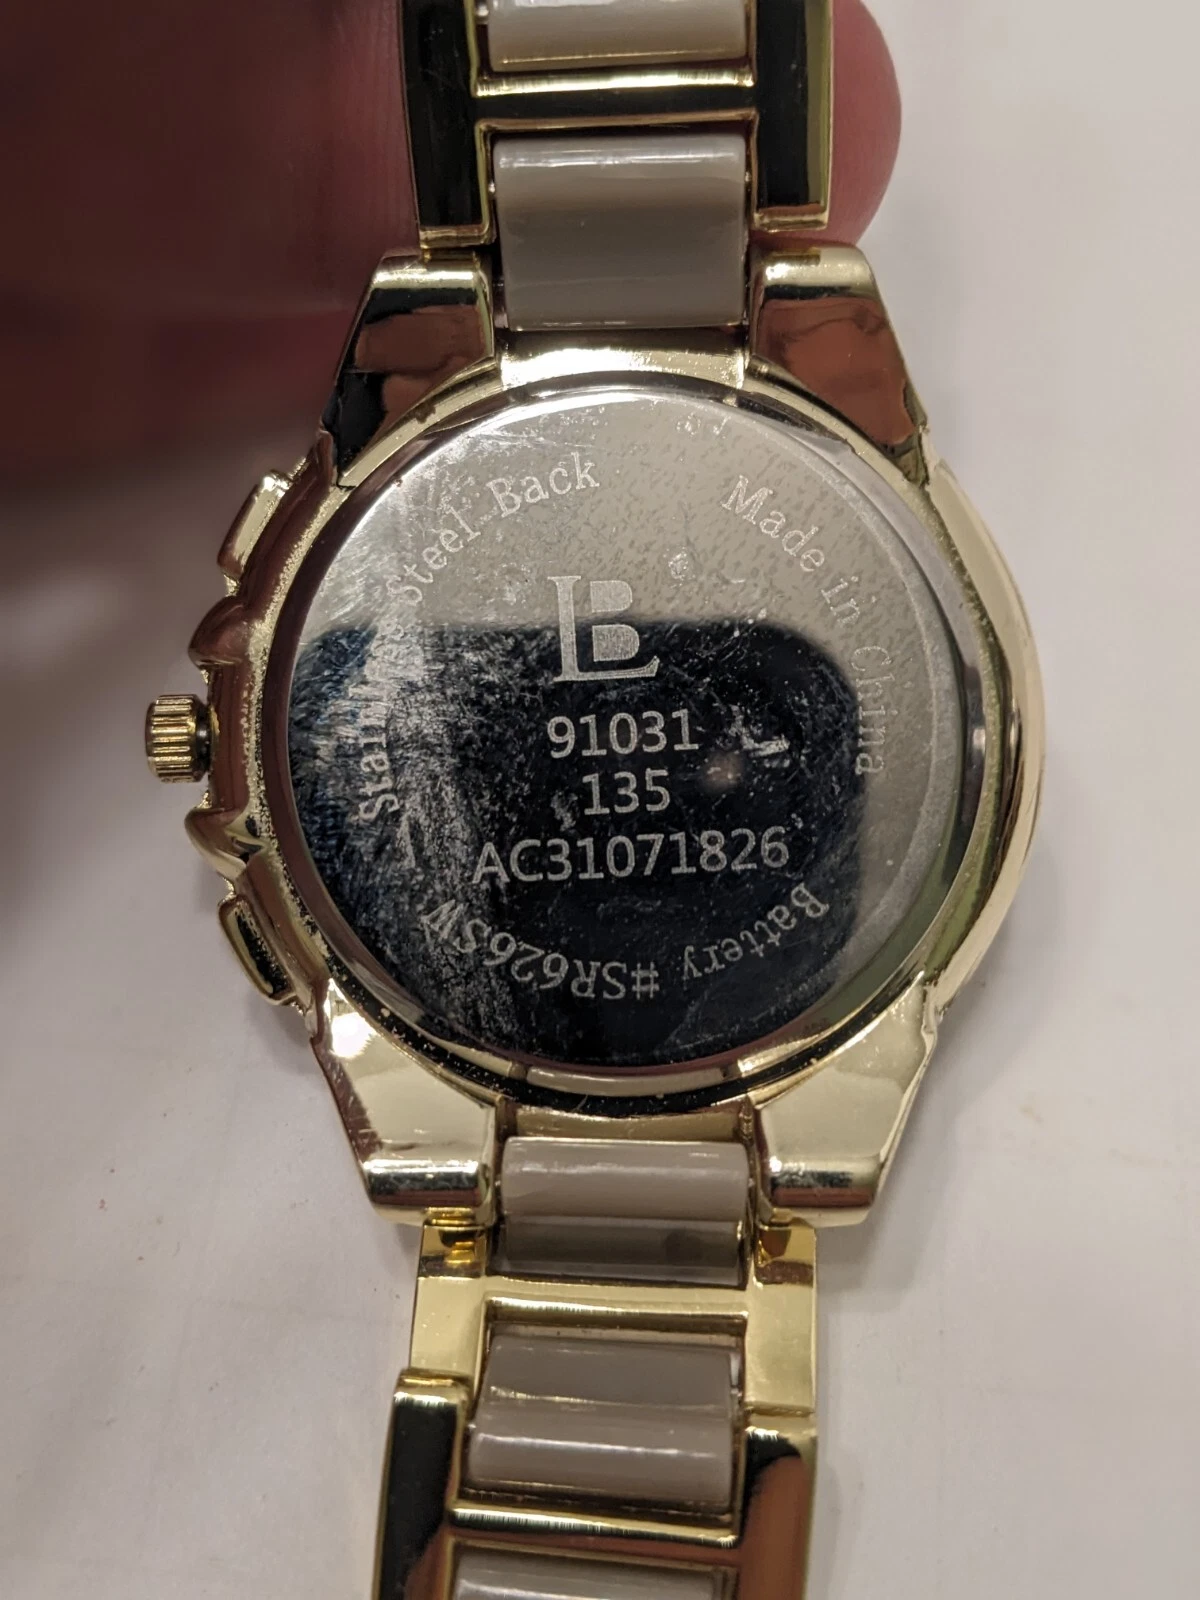 Stainless Steel Back
Made in China
LB
91031
135
AC31071826
Battery #SR626SW